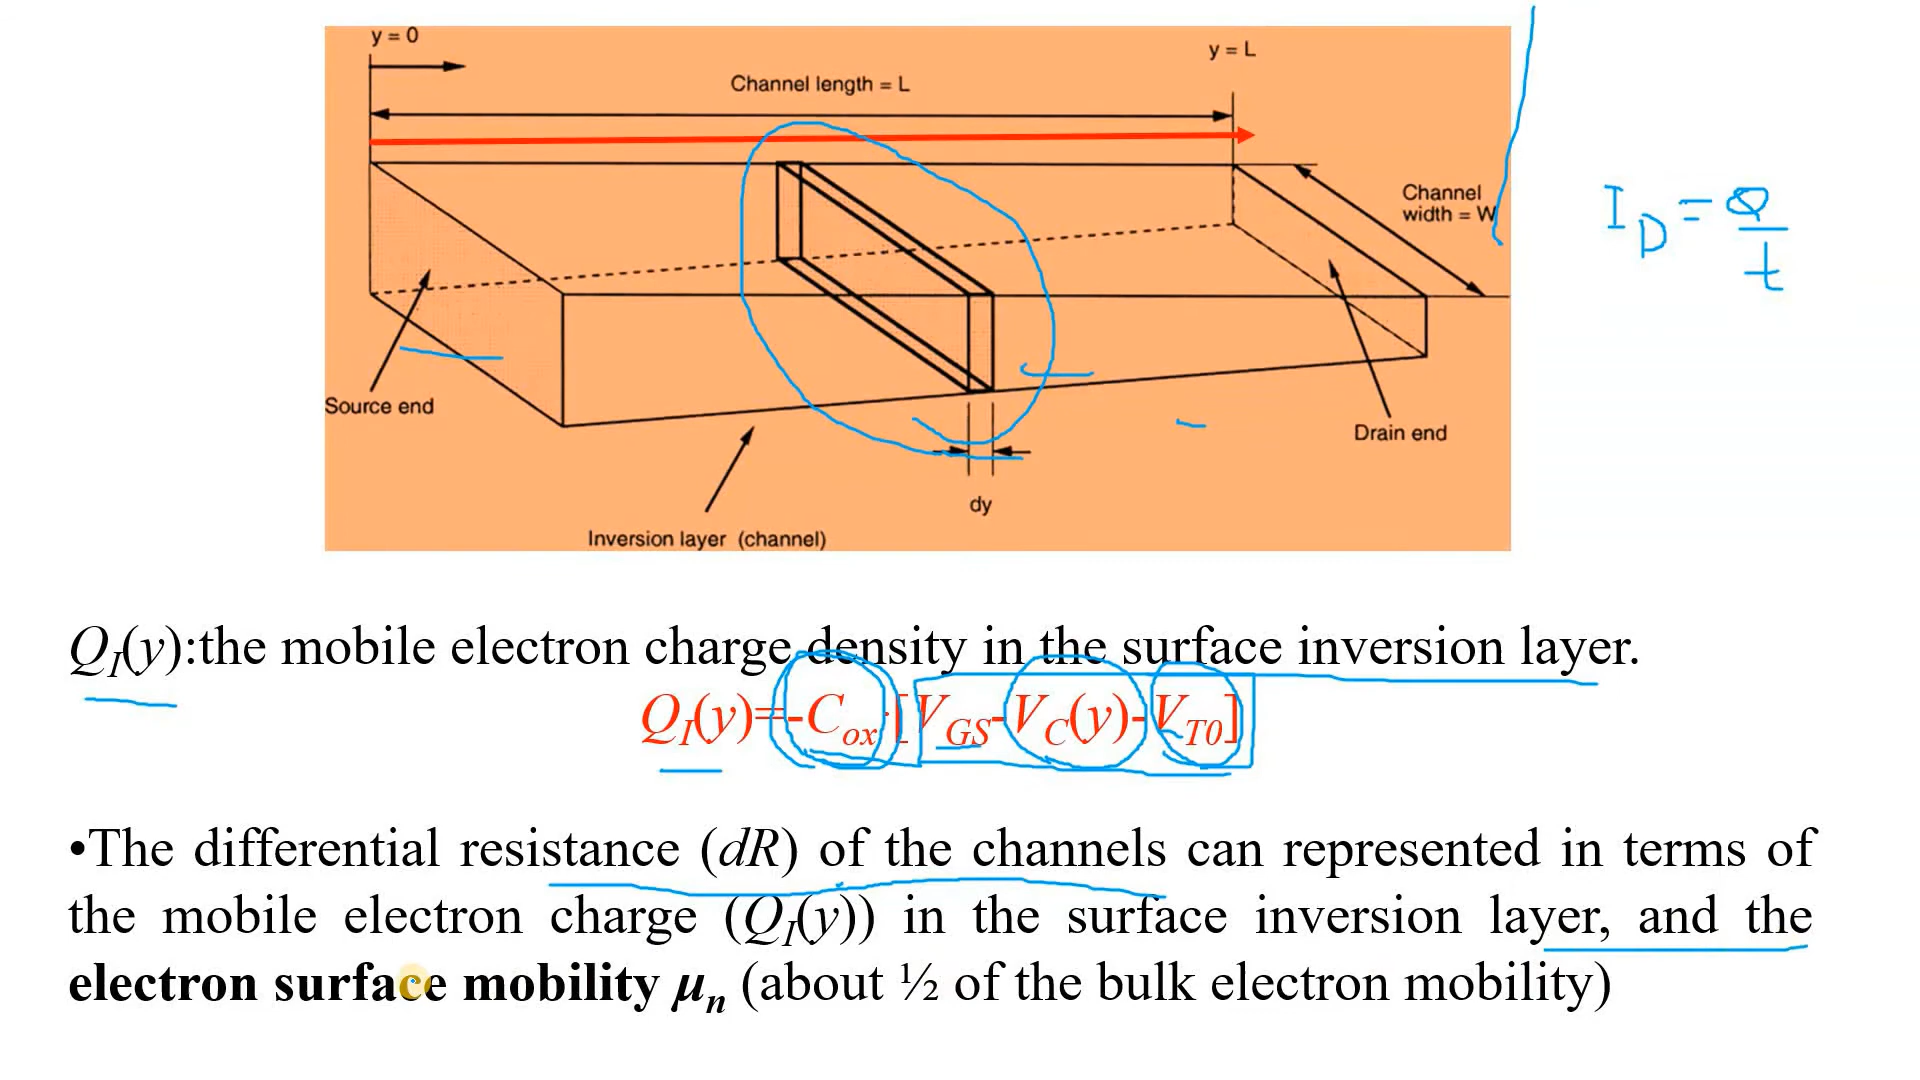 y = 0
y = L
Channel length = L
Channel
width = W
I_D = Q/t
Source end
Drain end
dy
Inversion layer (channel)
Q_I(y):the mobile electron charge density in the surface inversion layer.
Q_I(y)=-C_ox·[V_GS-V_C(y)-V_T0]
•The differential resistance (dR) of the channels can represented in terms of
the mobile electron charge (Q_I(y)) in the surface inversion layer, and the
electron surface mobility μ_n (about ½ of the bulk electron mobility)